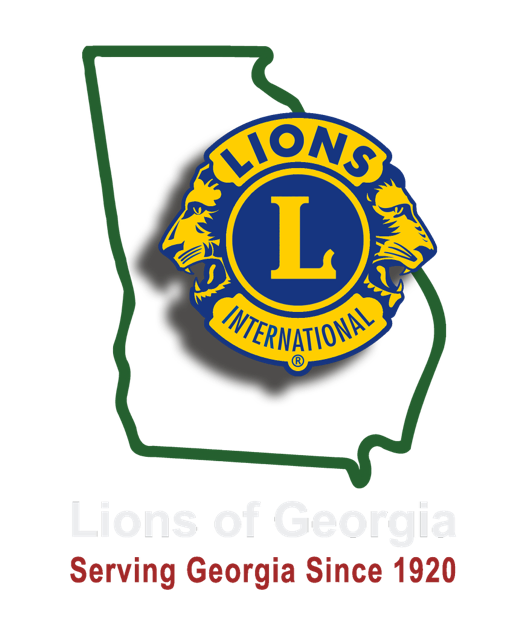 LIONS
L
INTERNATIONAL
®
Lions of Georgia
Serving Georgia Since 1920